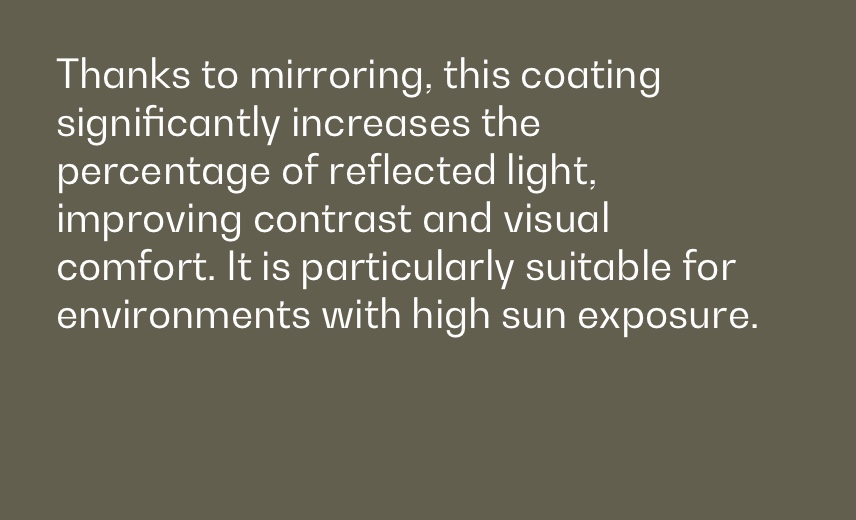 Thanks to mirroring, this coating
significantly increases the
percentage of reflected light,
improving contrast and visual
comfort. It is particularly suitable for
environments with high sun exposure.